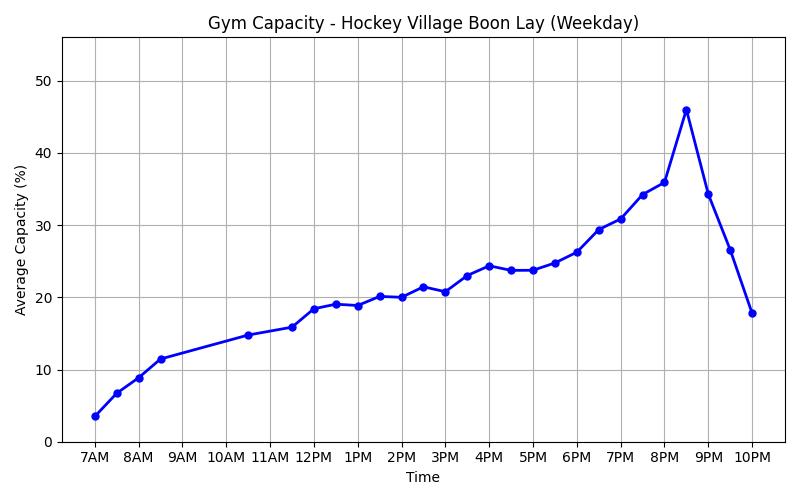 Gym Capacity - Hockey Village Boon Lay (Weekday)
Average Capacity (%)
50
40
30
20
10
0
7AM 8AM 9AM 10AM 11AM 12PM 1PM 2PM 3PM 4PM 5PM 6PM 7PM 8PM 9PM 10PM
Time